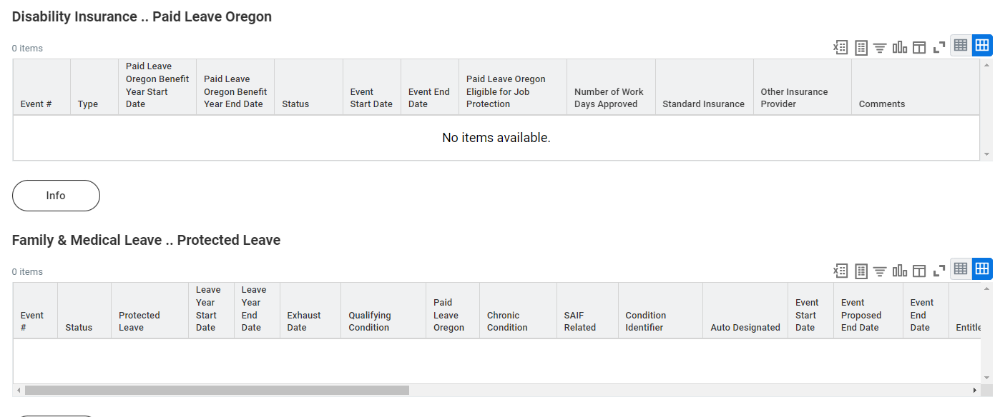 Disability Insurance .. Paid Leave Oregon
0 items
Event #
Type
Paid Leave
Oregon Benefit
Year Start
Date
Paid Leave
Oregon Benefit
Year End Date
Status
Event
Start Date
Event End
Date
Paid Leave Oregon
Eligible for Job
Protection
Number of Work
Days Approved
Standard Insurance
Other Insurance
Provider
Comments
No items available.
Info
Family & Medical Leave .. Protected Leave
0 items
Event
#
Status
Protected
Leave
Leave
Year
Start
Date
Leave
Year
End
Date
Exhaust
Date
Qualifying
Condition
Paid
Leave
Oregon
Chronic
Condition
SAIF
Related
Condition
Identifier
Auto Designated
Event
Start
Date
Event
Proposed
End Date
Event
End
Date
Entitle